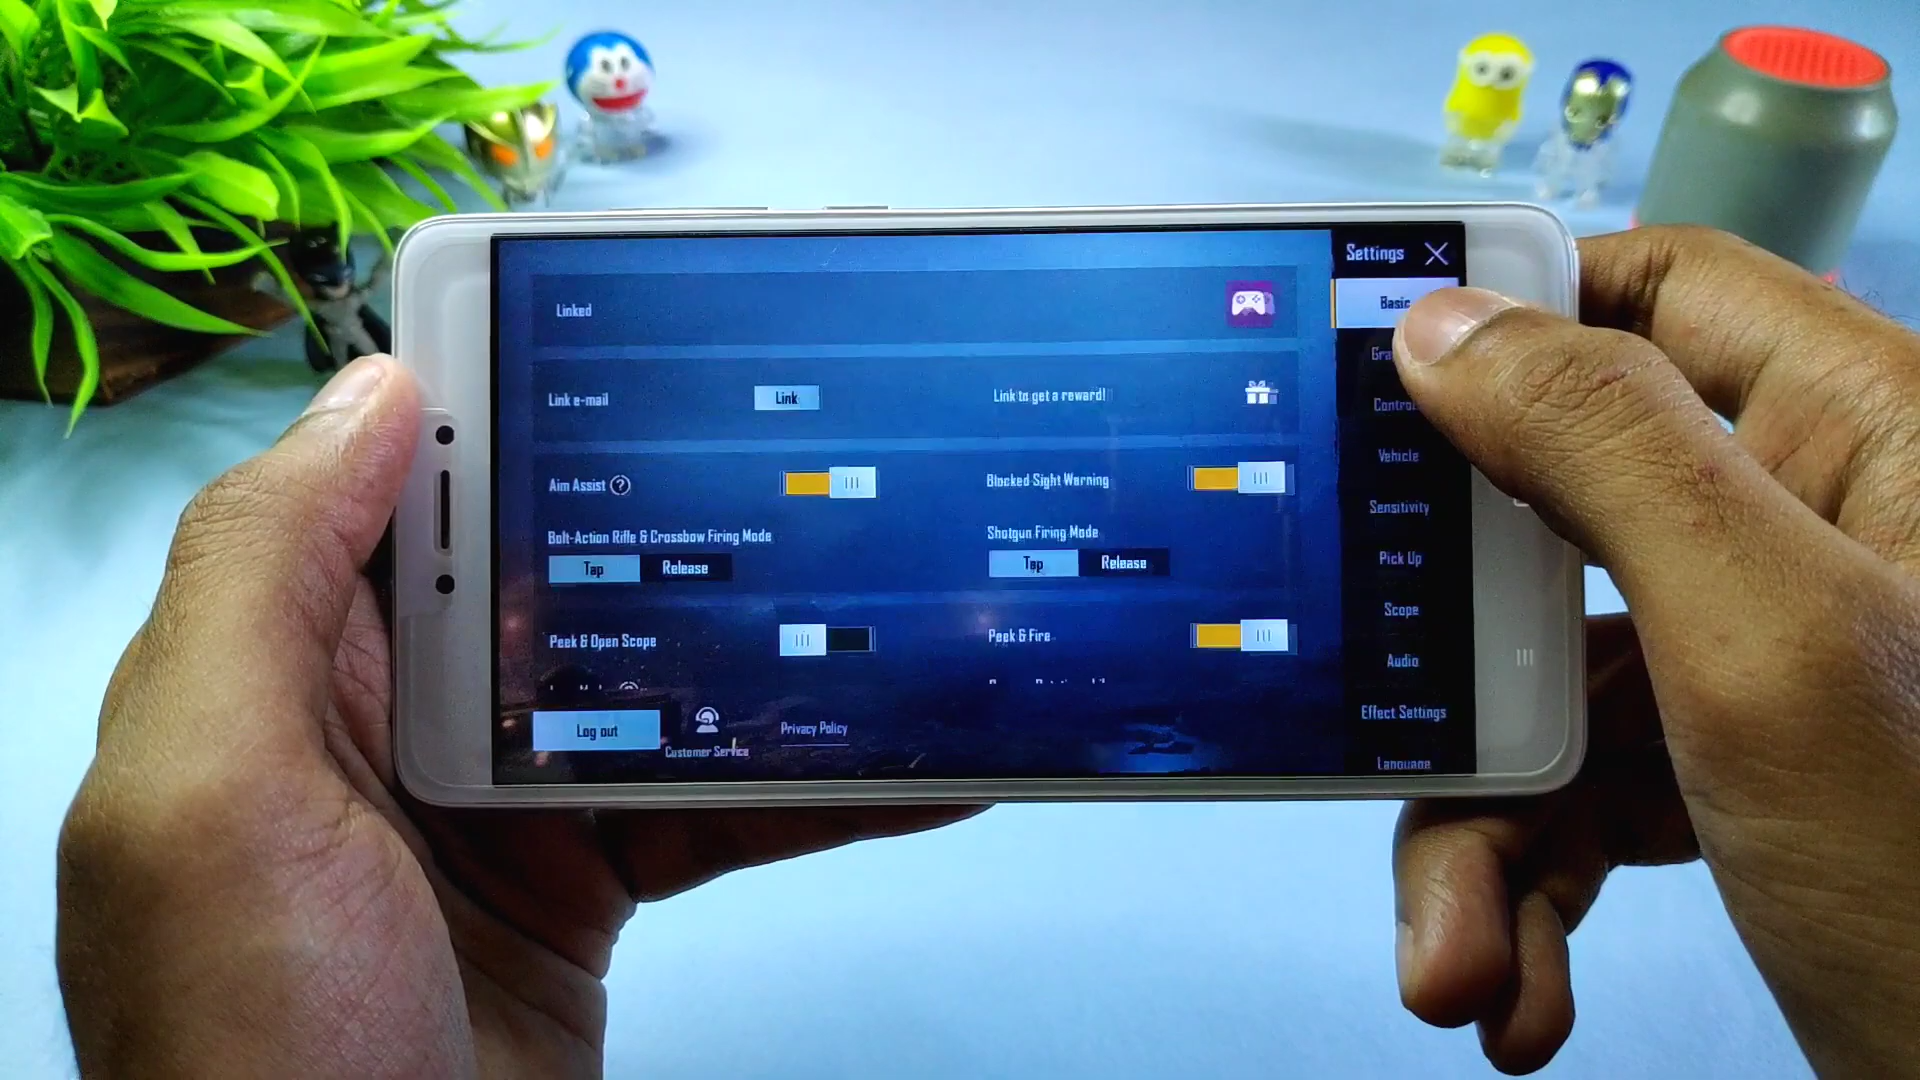 Settings
Linked
Basic
Link e-mail
Link
Link to get a reward!
Aim Assist
Blocked Sight Warning
Bolt-Action Rifle & Crossbow Firing Mode
Tap
Release
Shotgun Firing Mode
Tap
Release
Peek & Open Scope
Peek & Fire
Log out
Customer Service
Privacy Policy
Vehicle
Sensitivity
Pick Up
Scope
Audio
Effect Settings
Language